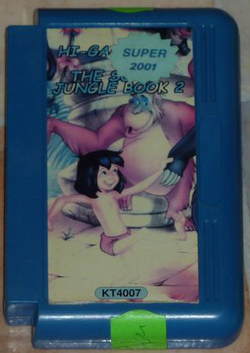 HI-GA
SUPER
2001
THE S
JUNGLE BOOK 2
KT4007